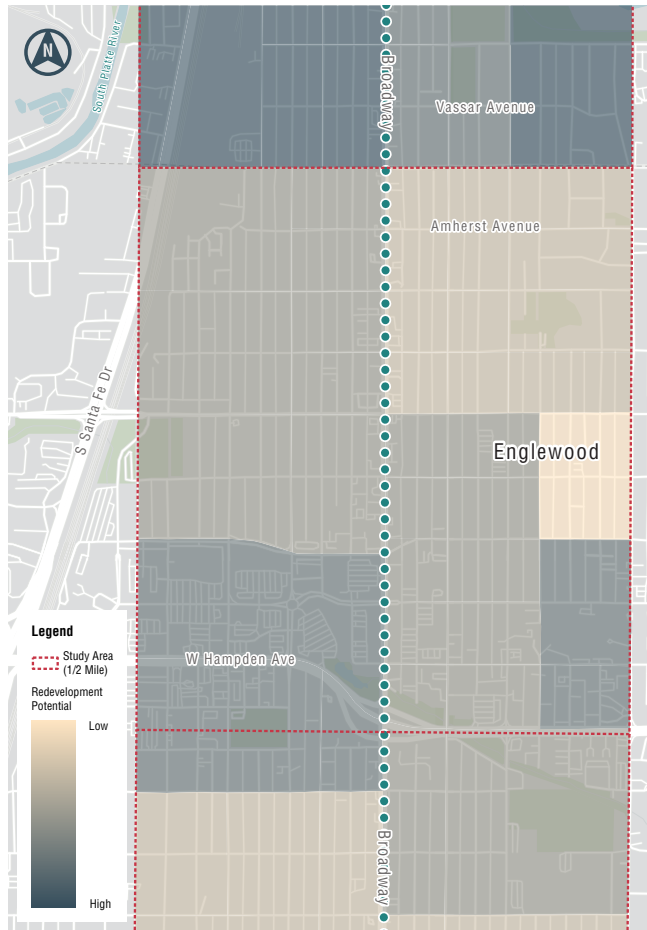 N
South Platte River
Broadway
Vassar Avenue
Amherst Avenue
S Santa Fe Dr
Englewood
W Hampden Ave
Legend
Study Area
(1/2 Mile)
Redevelopment
Potential
Low
High
Broadway